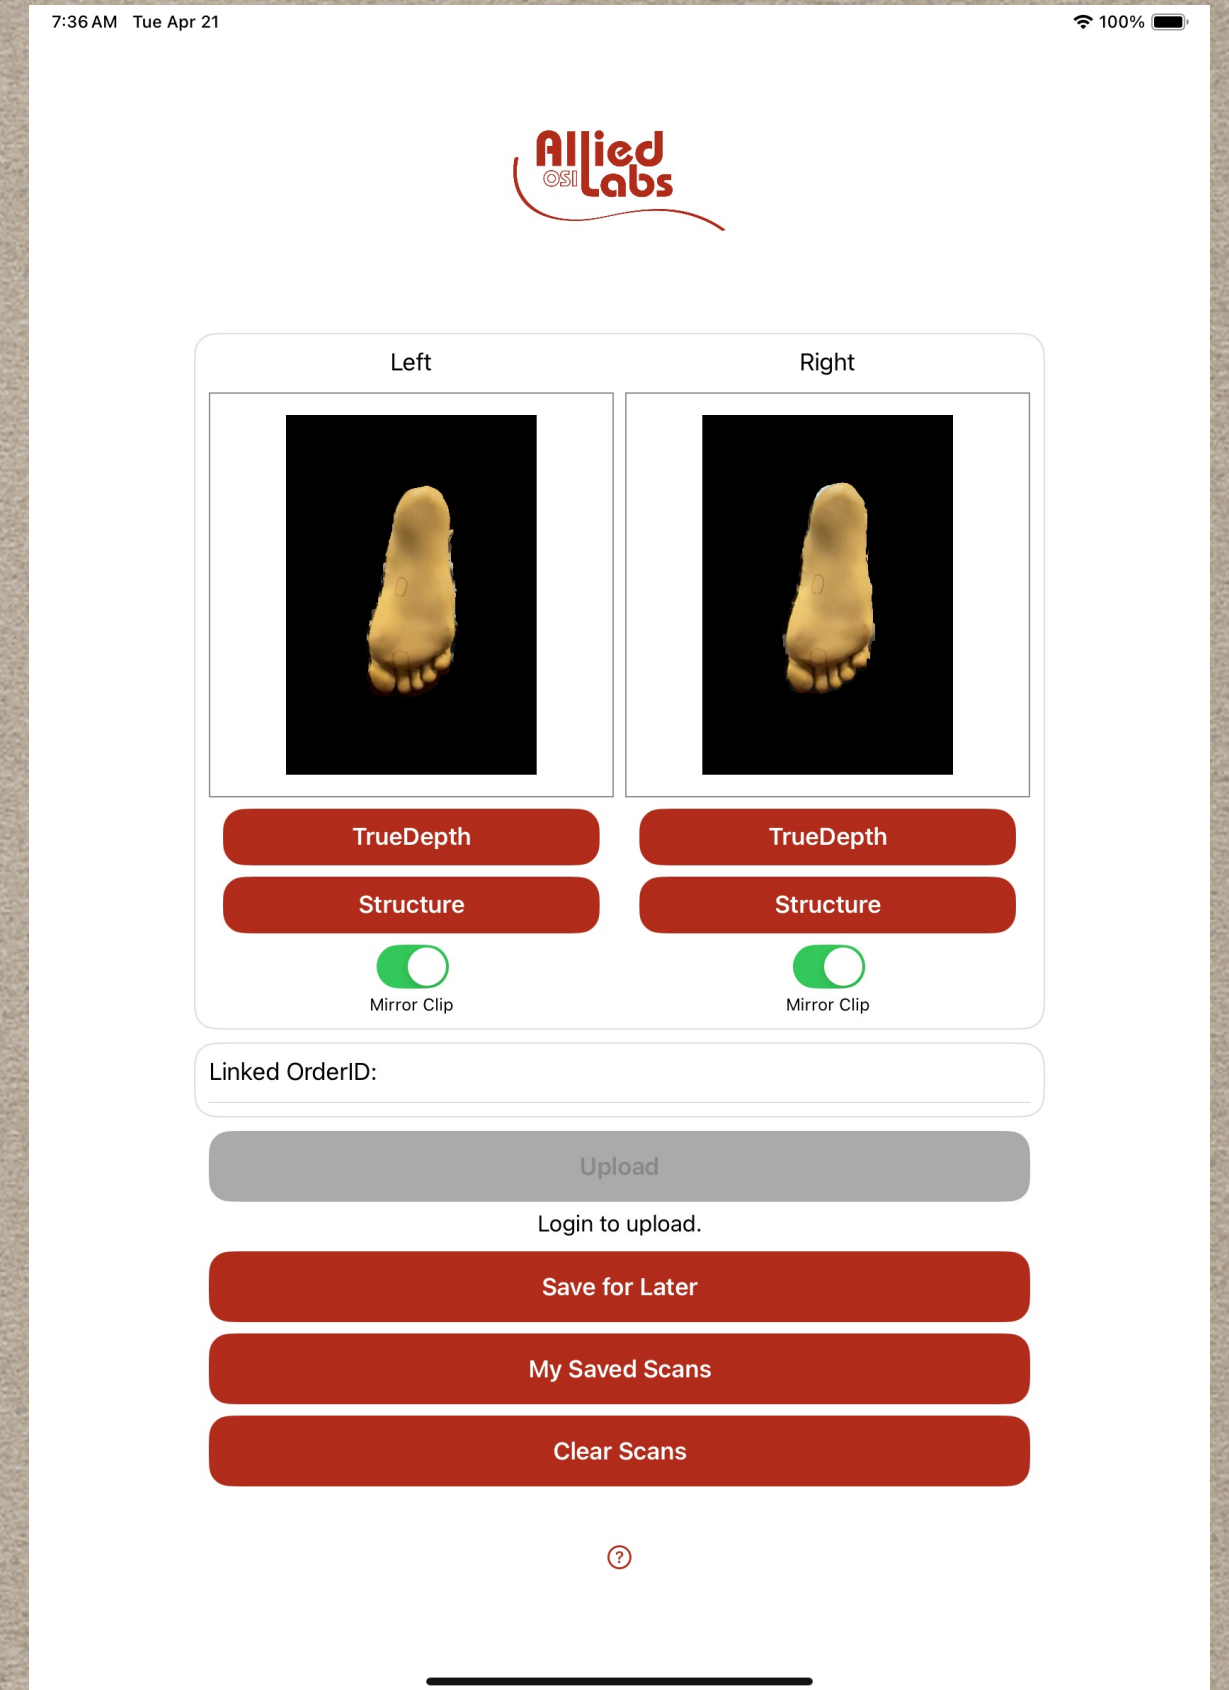 7:36 AM Tue Apr 21
100%
Allied
OSI Labs
Left Right
TrueDepth TrueDepth
Structure Structure
Mirror Clip Mirror Clip
Linked OrderID:
Upload
Login to upload.
Save for Later
My Saved Scans
Clear Scans
?